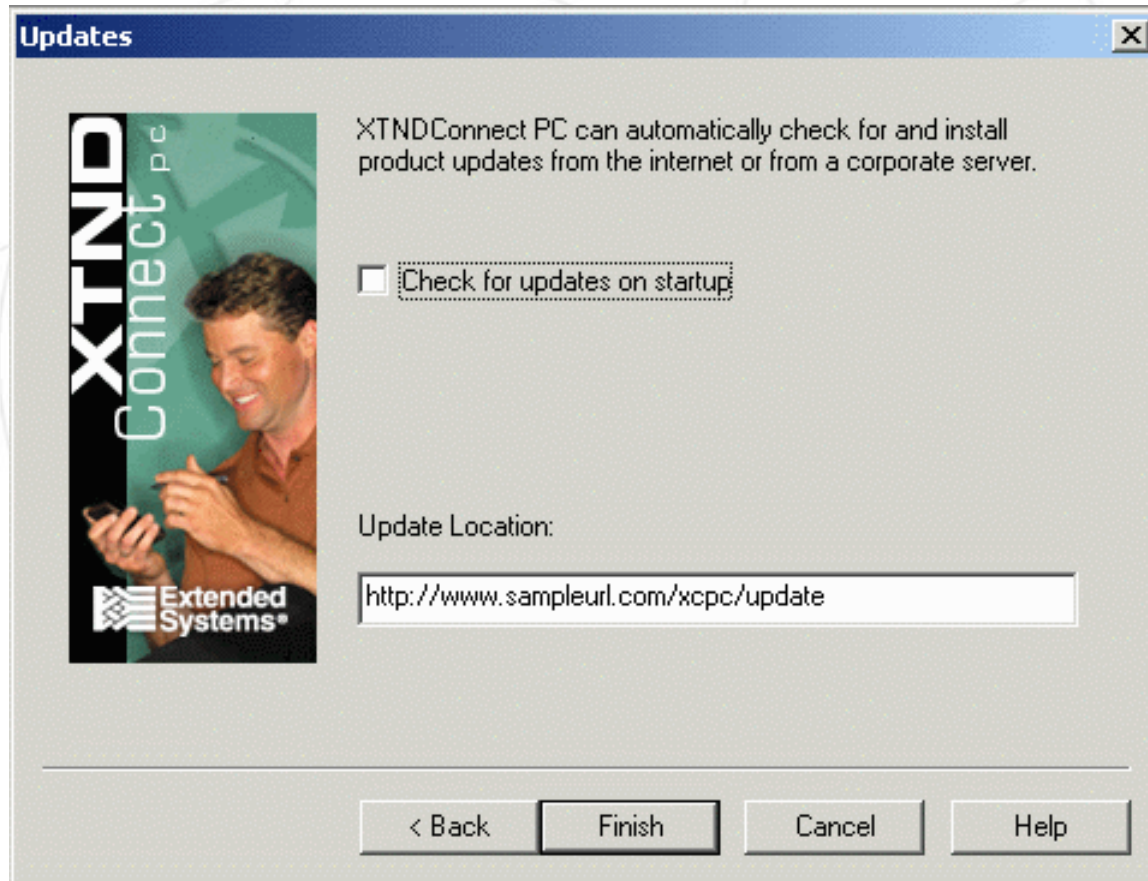 Updates
XTND
Connect pc
Extended
Systems®
XTNDConnect PC can automatically check for and install
product updates from the internet or from a corporate server.
Check for updates on startup
Update Location:
http://www.sampleurl.com/xcpc/update
< Back
Finish
Cancel
Help